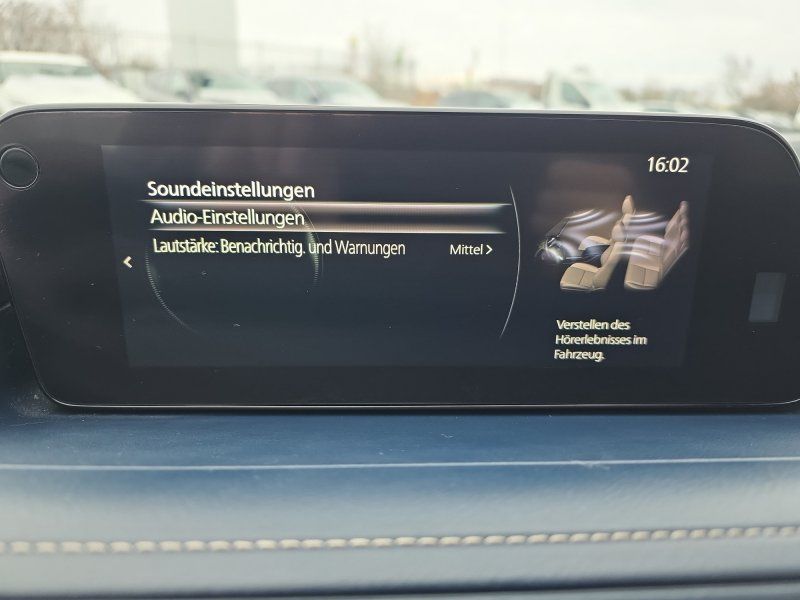 16:02
Soundeinstellungen
Audio-Einstellungen
Lautstärke: Benachrichtig. und Warnungen Mittel >
Verstellen des
Hörerlebnisses im
Fahrzeug.